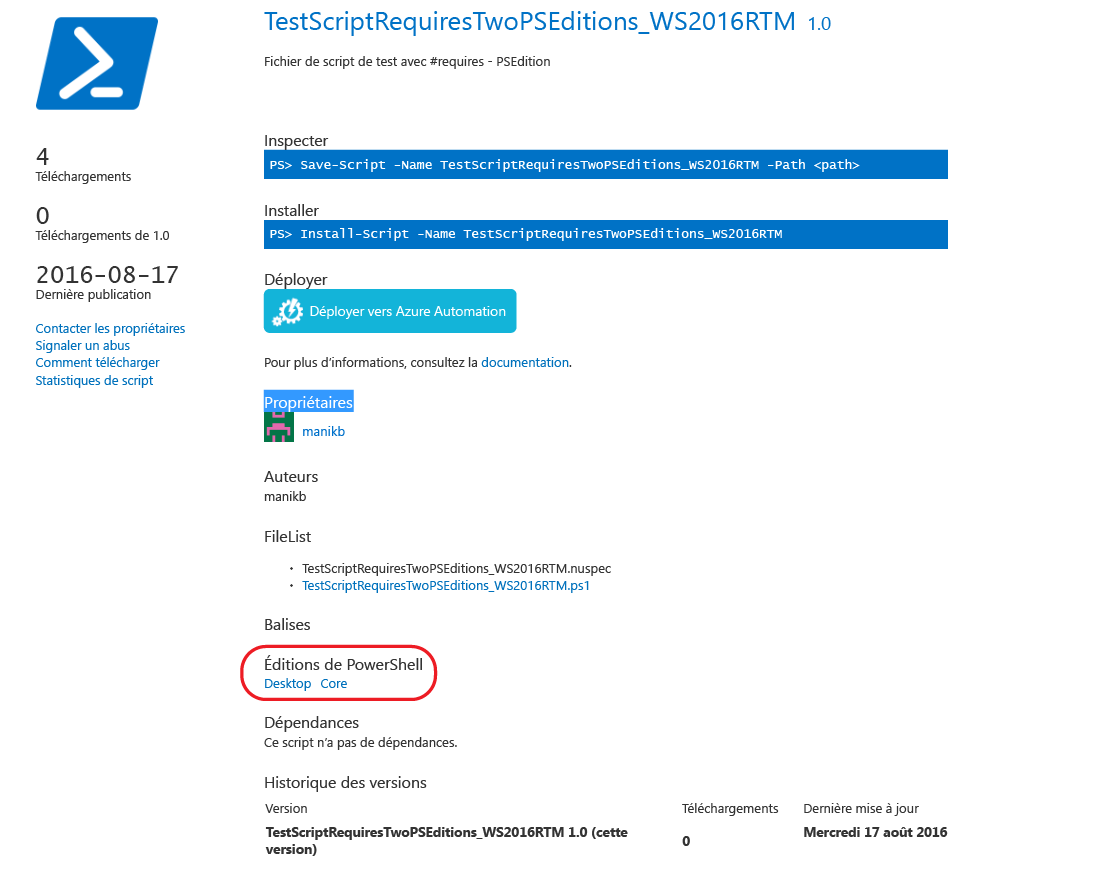 TestScriptRequiresTwoPSEditions_WS2016RTM 1.0
Fichier de script de test avec #requires - PSEdition
4
Téléchargements
0
Téléchargements de 1.0
2016-08-17
Dernière publication
Contacter les propriétaires
Signaler un abus
Comment télécharger
Statistiques de script
Inspecter
PS> Save-Script -Name TestScriptRequiresTwoPSEditions_WS2016RTM -Path <path>
Installer
PS> Install-Script -Name TestScriptRequiresTwoPSEditions_WS2016RTM
Déployer
Déployer vers Azure Automation
Pour plus d’informations, consultez la documentation.
Propriétaires
manikb
Auteurs
manikb
FileList
• TestScriptRequiresTwoPSEditions_WS2016RTM.nuspec
• TestScriptRequiresTwoPSEditions_WS2016RTM.ps1
Balises
Éditions de PowerShell
Desktop Core
Dépendances
Ce script n’a pas de dépendances.
Historique des versions
Version Téléchargements Dernière mise à jour
TestScriptRequiresTwoPSEditions_WS2016RTM 1.0 (cette
version)
0
Mercredi 17 août 2016